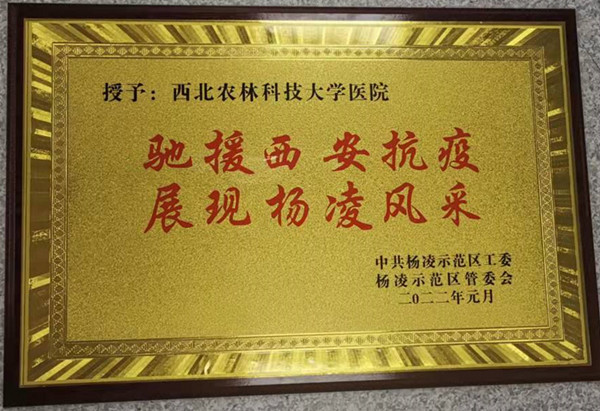 授予：西北农林科技大学医院
驰援西安抗疫
展现杨凌风采
中共杨凌示范区工委
杨凌示范区管委会
二0二二年元月